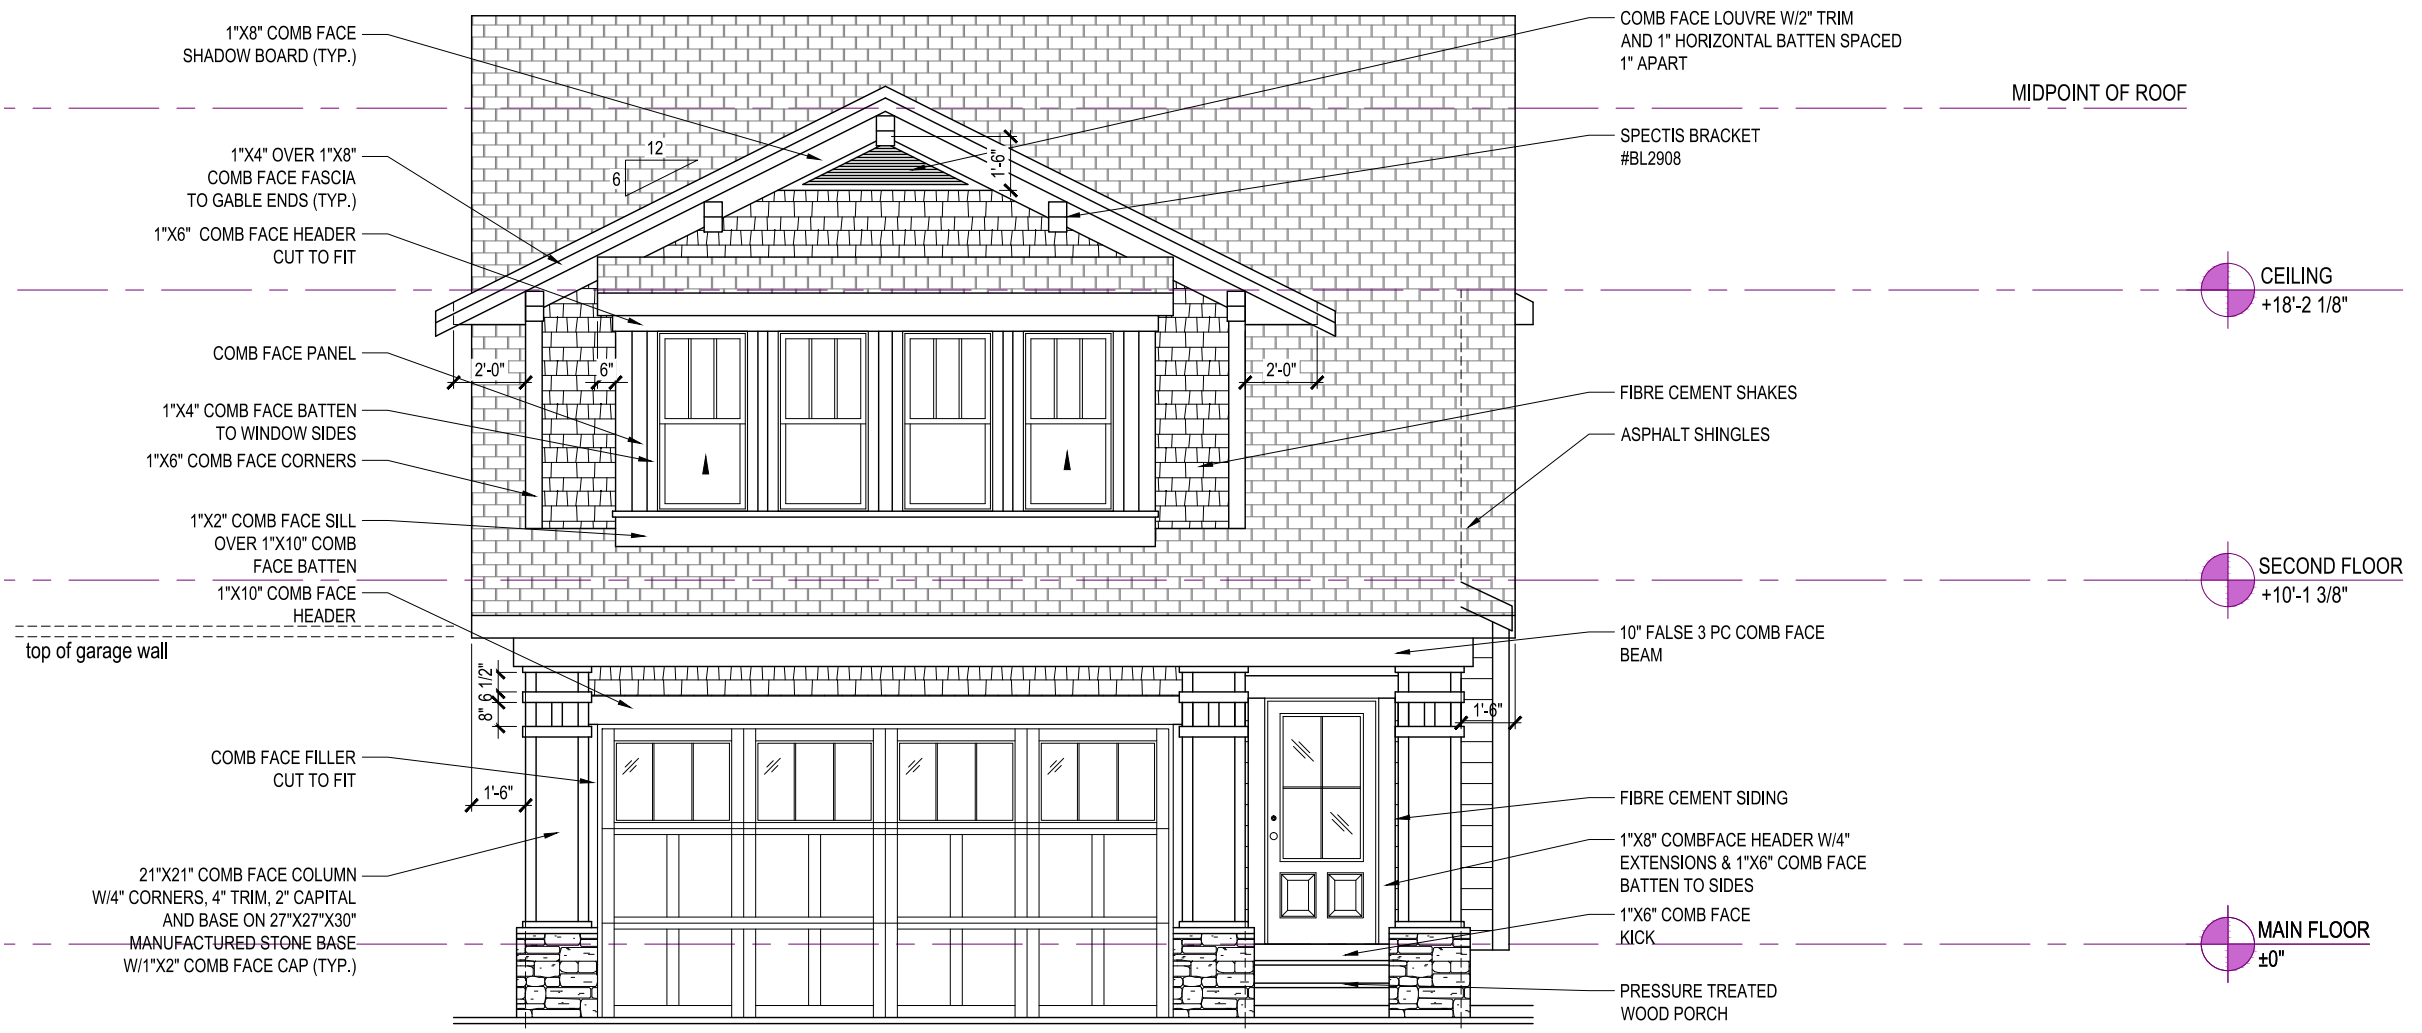 1"X8" COMB FACE
SHADOW BOARD (TYP.)
1"X4" OVER 1"X8"
COMB FACE FASCIA
TO GABLE ENDS (TYP.)
1"X6" COMB FACE HEADER
CUT TO FIT
COMB FACE PANEL
1"X4" COMB FACE BATTEN
TO WINDOW SIDES
1"X6" COMB FACE CORNERS
1"X2" COMB FACE SILL
OVER 1"X10" COMB
FACE BATTEN
1"X10" COMB FACE
HEADER
top of garage wall
COMB FACE FILLER
CUT TO FIT
21"X21" COMB FACE COLUMN
W/4" CORNERS, 4" TRIM, 2" CAPITAL
AND BASE ON 27"X27"X30"
MANUFACTURED STONE BASE
W/1"X2" COMB FACE CAP (TYP.)
12
6
1'-6"
2'-0"
6"
2'-0"
6 1/2"
8"
1'-6"
1'-6"
COMB FACE LOUVRE W/2" TRIM
AND 1" HORIZONTAL BATTEN SPACED
1" APART
SPECTIS BRACKET
#BL2908
FIBRE CEMENT SHAKES
ASPHALT SHINGLES
10" FALSE 3 PC COMB FACE
BEAM
FIBRE CEMENT SIDING
1"X8" COMBFACE HEADER W/4"
EXTENSIONS & 1"X6" COMB FACE
BATTEN TO SIDES
1"X6" COMB FACE
KICK
PRESSURE TREATED
WOOD PORCH
MIDPOINT OF ROOF
CEILING
+18'-2 1/8"
SECOND FLOOR
+10'-1 3/8"
MAIN FLOOR
±0"